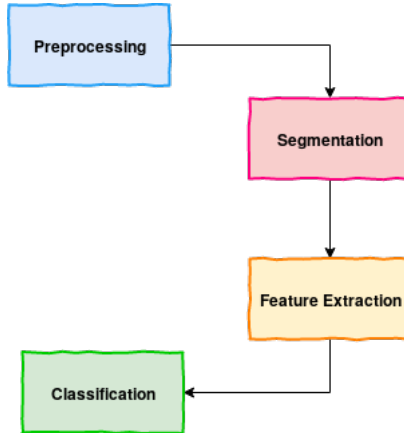 Preprocessing
Segmentation
Feature Extraction
Classification